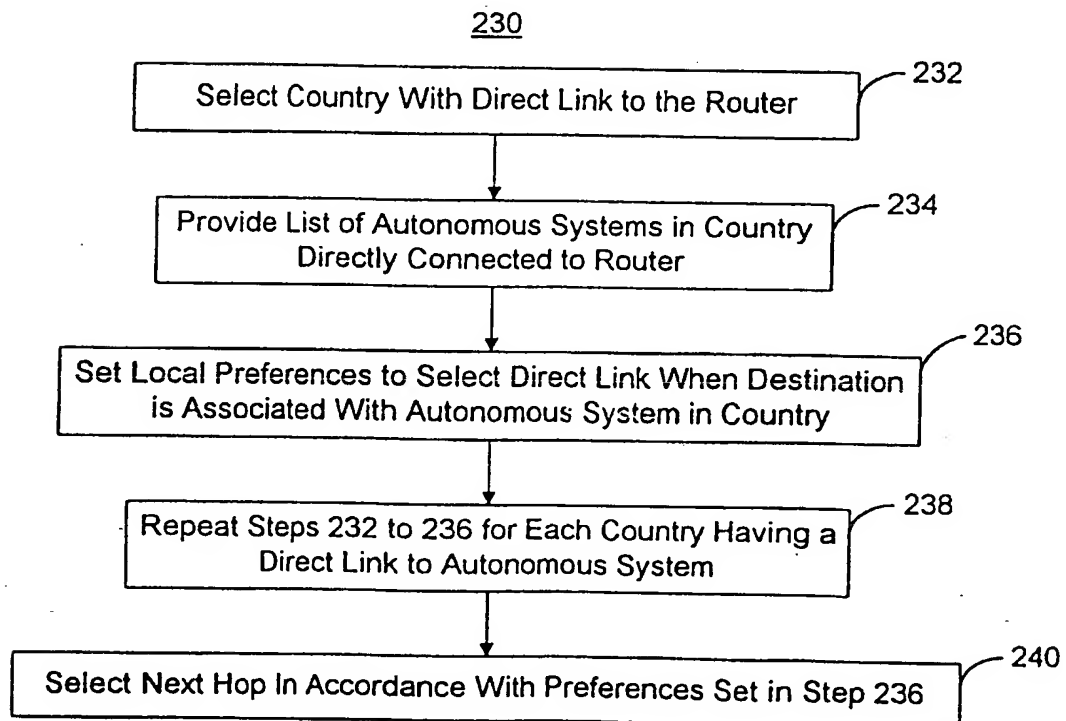 230
232
Select Country With Direct Link to the Router
234
Provide List of Autonomous Systems in Country
Directly Connected to Router
236
Set Local Preferences to Select Direct Link When Destination
is Associated With Autonomous System in Country
238
Repeat Steps 232 to 236 for Each Country Having a
Direct Link to Autonomous System
240
Select Next Hop In Accordance With Preferences Set in Step 236